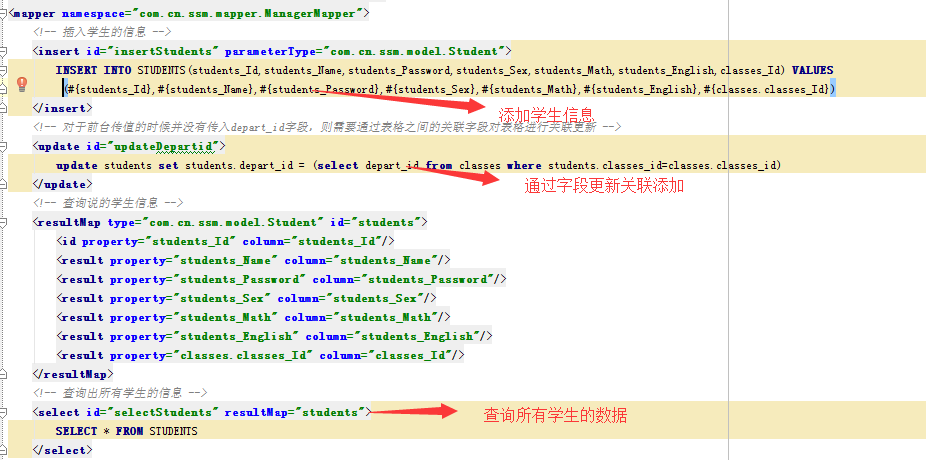 <mapper namespace="com.cn.ssm.mapper.ManagerMapper">
<!-- 插入学生的信息 -->
<insert id="insertStudents" parameterType="com.cn.ssm.model.Student">
INSERT INTO STUDENTS(students_Id,students_Name,students_Password,students_Sex,students_Math,students_English,classes_Id) VALUES
(#{students_Id},#{students_Name},#{students_Password},#{students_Sex},#{students_Math},#{students_English},#{classes.classes_Id})
添加学生信息
</insert>
<!-- 对于前台传值的时候并没有传入depart_id字段，则需要通过表格之间的关联字段对表格进行关联更新 -->
<update id="updateDepartid">
update students set students.depart_id = (select depart_id from classes where students.classes_id=classes.classes_id)
通过字段更新关联添加
</update>
<!-- 查询说的学生信息 -->
<resultMap type="com.cn.ssm.model.Student" id="students">
<id property="students_Id" column="students_Id"/>
<result property="students_Name" column="students_Name"/>
<result property="students_Password" column="students_Password"/>
<result property="students_Sex" column="students_Sex"/>
<result property="students_Math" column="students_Math"/>
<result property="students_English" column="students_English"/>
<result property="classes.classes_Id" column="classes_Id"/>
</resultMap>
<!-- 查询出所有学生的信息 -->
<select id="selectStudents" resultMap="students">
查询所有学生的数据
SELECT * FROM STUDENTS
</select>